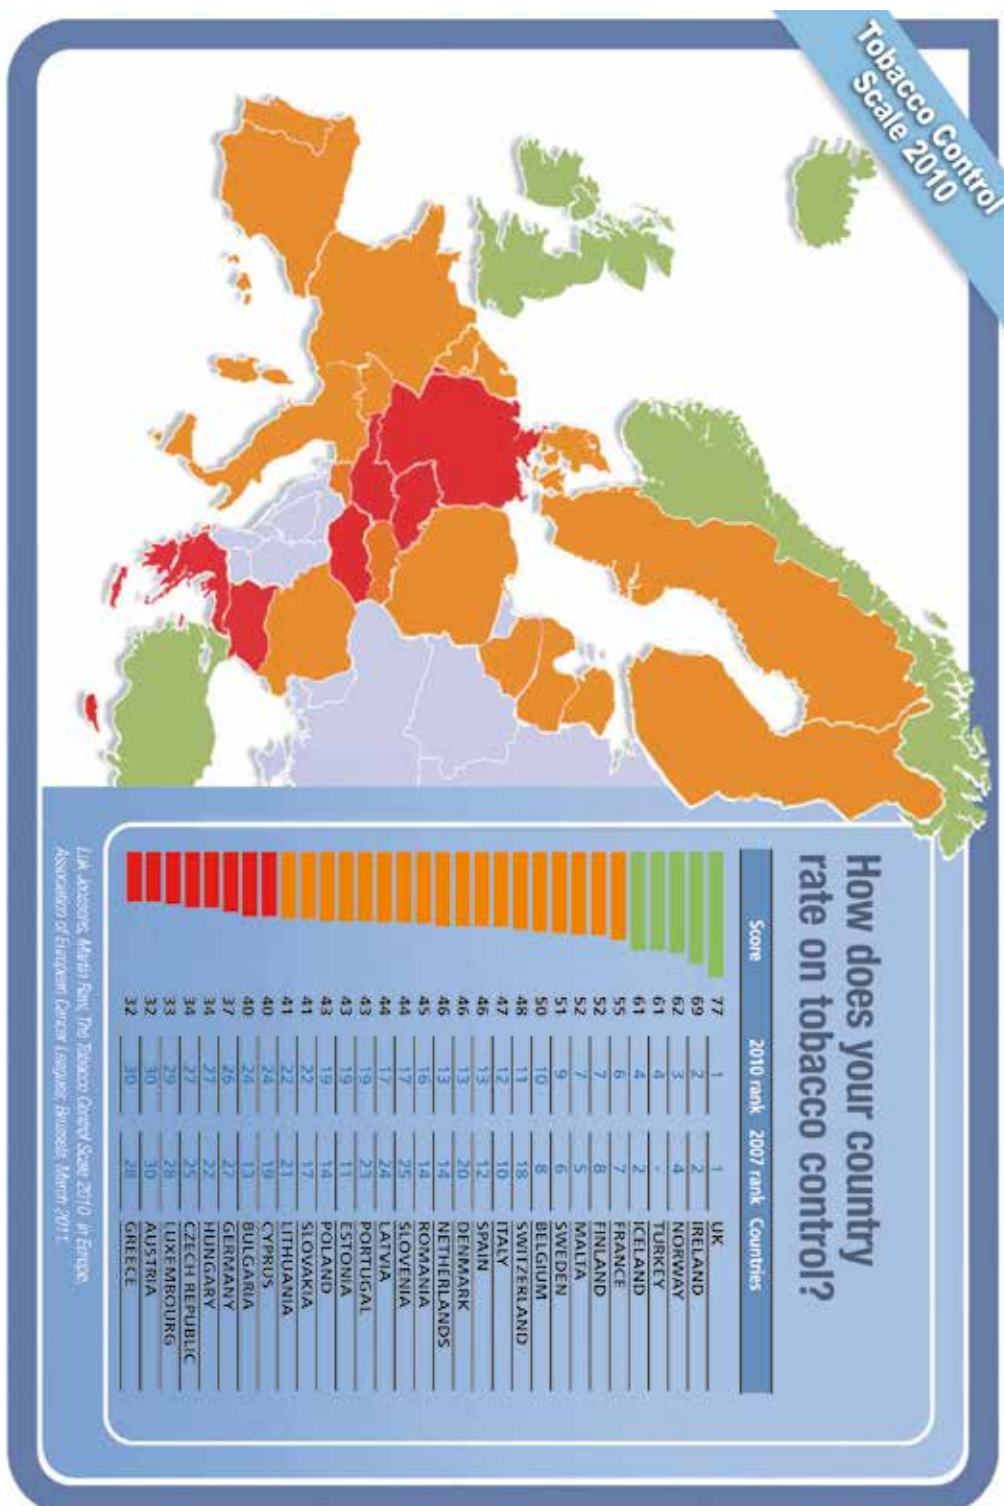 Tobacco Control
Scale 2010
How does your country
rate on tobacco control?
Score 2010 rank 2007 rank Countries
77 1 1 UK
69 2 2 IRELAND
62 3 4 NORWAY
61 4 - TURKEY
61 4 2 ICELAND
55 6 7 FRANCE
52 7 8 FINLAND
52 7 5 MALTA
51 9 6 SWEDEN
50 10 8 BELGIUM
48 11 18 SWITZERLAND
47 12 10 ITALY
46 13 12 SPAIN
46 13 20 DENMARK
46 13 14 NETHERLANDS
45 16 14 ROMANIA
44 17 25 SLOVENIA
44 17 24 LATVIA
43 19 23 PORTUGAL
43 19 11 ESTONIA
43 19 14 POLAND
41 22 17 SLOVAKIA
41 22 21 LITHUANIA
40 24 19 CYPRUS
40 24 13 BULGARIA
37 26 27 GERMANY
34 27 22 HUNGARY
34 27 25 CZECH REPUBLIC
33 29 28 LUXEMBOURG
32 30 30 AUSTRIA
32 30 28 GREECE
Luk Joossens, Martin Raw, The Tobacco Control Scale 2010 in Europe,
Association of European Cancer Leagues, Brussels, March 2011.